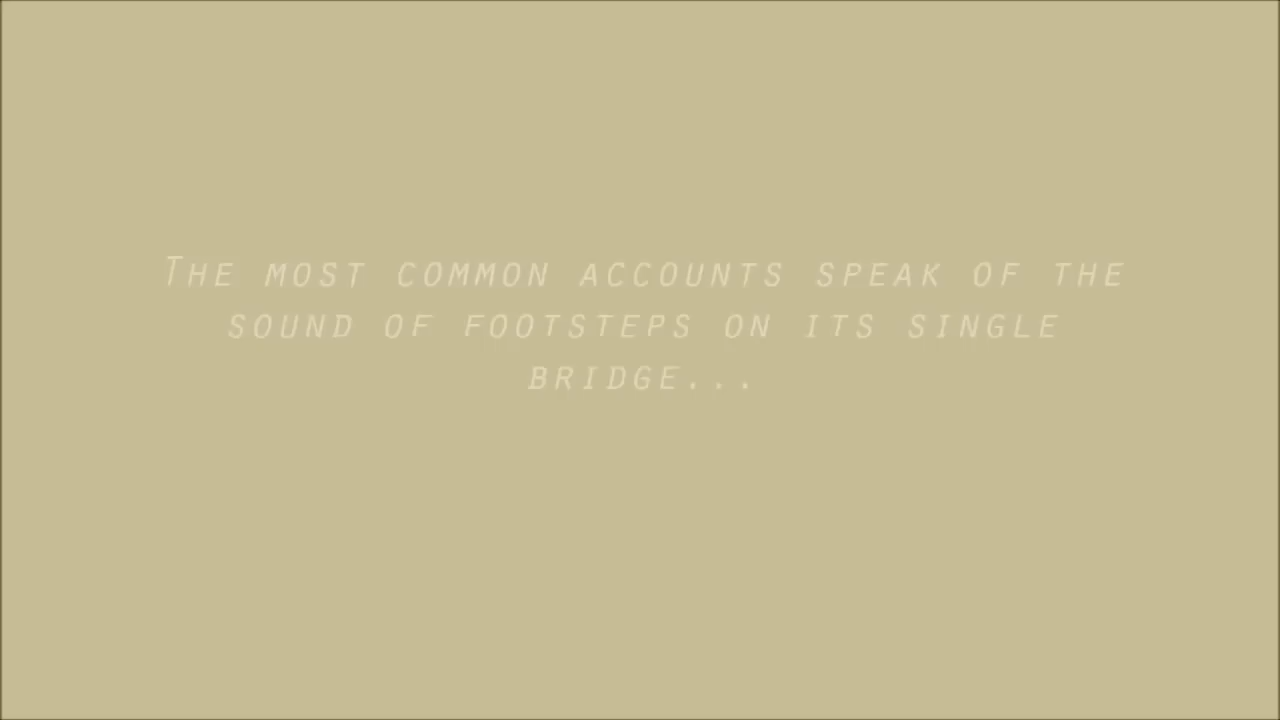 The most common accounts speak of the
sound of footsteps on its single
bridge...